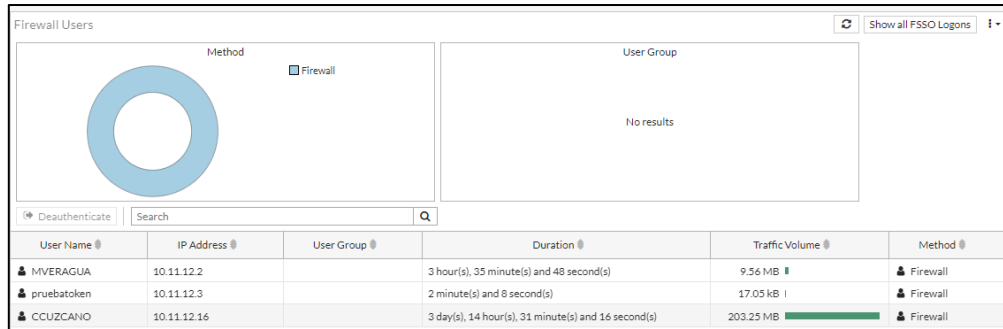 Firewall Users
Show all FSSO Logons
Method
Firewall
User Group
No results
Deauthenticate Search
User Name IP Address User Group Duration Traffic Volume Method
MVERAGUA 10.11.12.2 3 hour(s), 35 minute(s) and 48 second(s) 9.56 MB Firewall
pruebatoken 10.11.12.3 2 minute(s) and 8 second(s) 17.05 kB Firewall
CCUZCANO 10.11.12.16 3 day(s), 14 hour(s), 31 minute(s) and 16 second(s) 203.25 MB Firewall